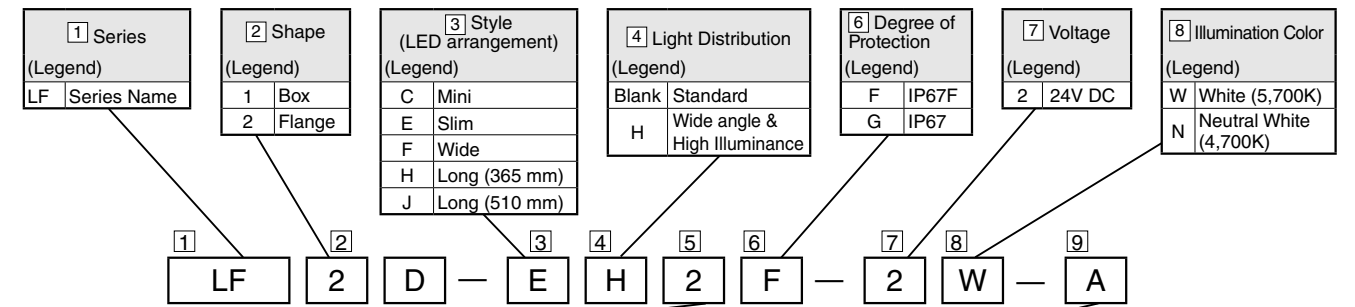 1 Series
(Legend)
LF Series Name
2 Shape
(Legend)
1 Box
2 Flange
3 Style
(LED arrangement)
(Legend)
C Mini
E Slim
F Wide
H Long (365 mm)
J Long (510 mm)
4 Light Distribution
(Legend)
Blank Standard
H Wide angle &
High Illuminance
6 Degree of
Protection
(Legend)
F IP67F
G IP67
7 Voltage
(Legend)
2 24V DC
8 Illumination Color
(Legend)
W White (5,700K)
N Neutral White
(4,700K)
1 2 3 4 5 6 7 8 9
LF 2 D — E H 2 F — 2 W — A